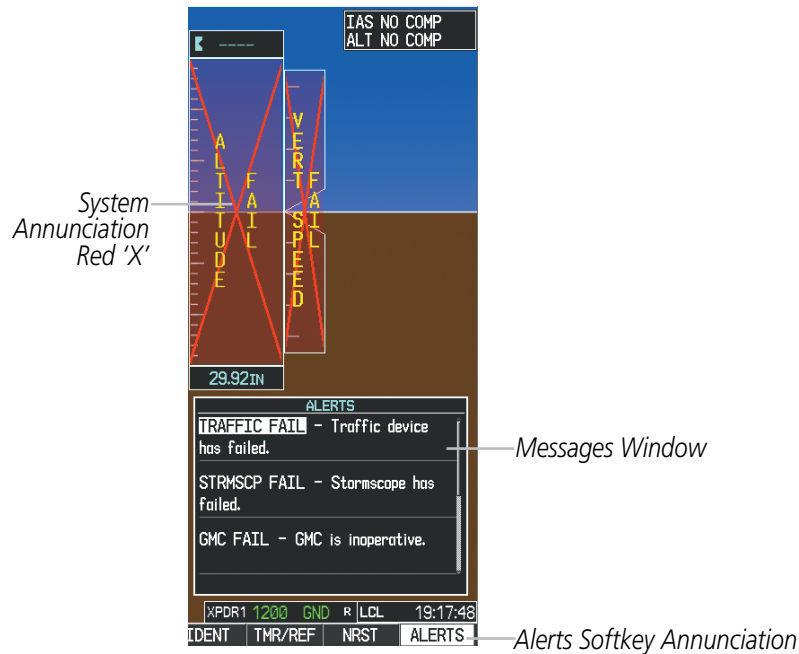 IAS NO COMP
ALT NO COMP
----
ALTITUDE
FAIL
VERT SPEED
FAIL
System
Annunciation
Red ‘X’
29.92IN
ALERTS
TRAFFIC FAIL – Traffic device
has failed.
Messages Window
STRMSCP FAIL – Stormscope has
failed.
GMC FAIL – GMC is inoperative.
XPDR1 1200 GND R LCL 19:17:48
IDENT TMR/REF NRST ALERTS
Alerts Softkey Annunciation